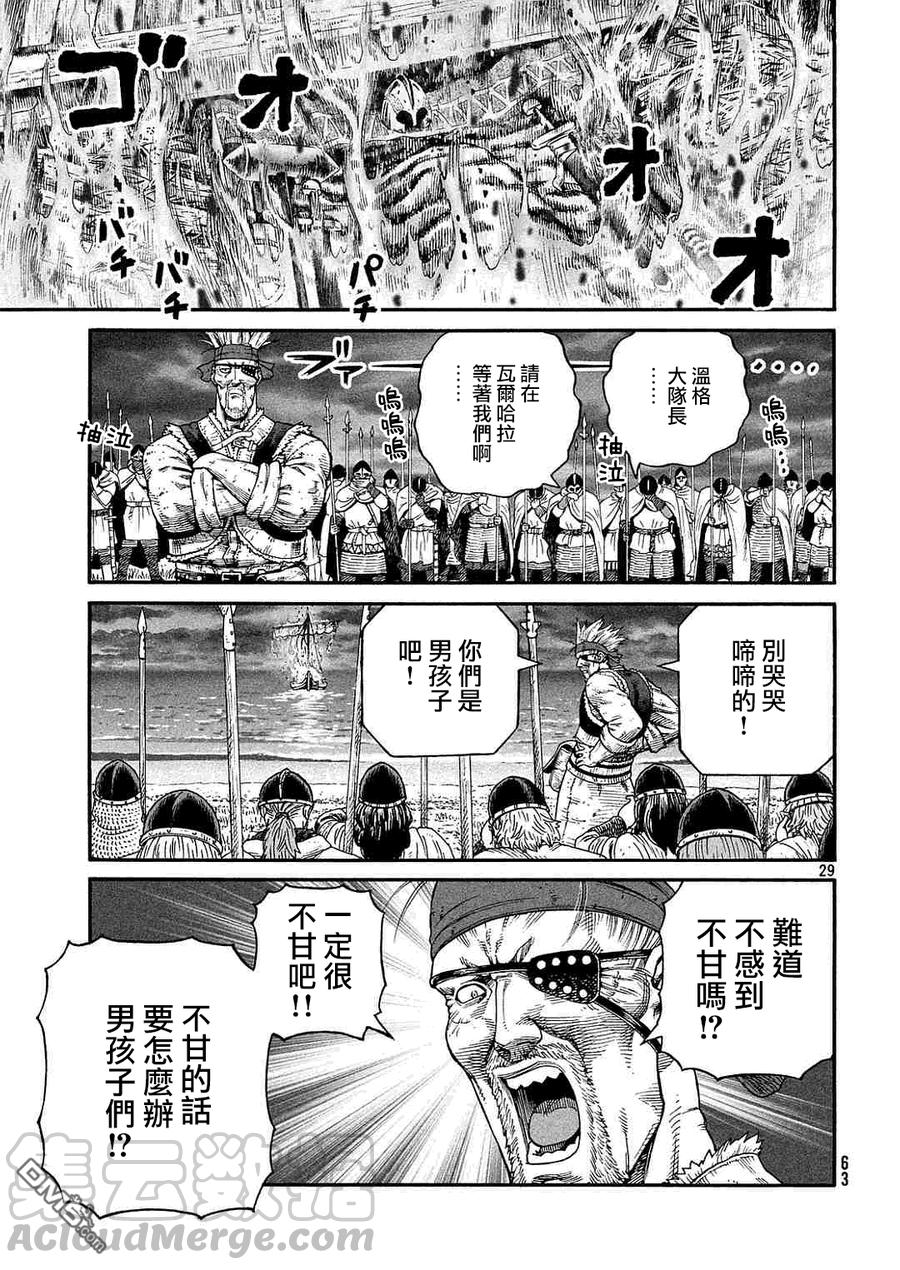 ゴオオオ
バチ
バチ
パチ
ブイ
溫格
大隊長
……
請在
瓦爾哈拉
等著我們啊
……
嗚嗚嗚
抽泣
嗚嗚嗚
抽泣
別哭哭
啼啼的！
你們是
男孩子
吧！
29
難道
不感到
不甘嗎!?
一定很
不甘吧!!
不甘的話
要怎麼辦
男孩子們!?
63
集云数据
AcloudMerge.com